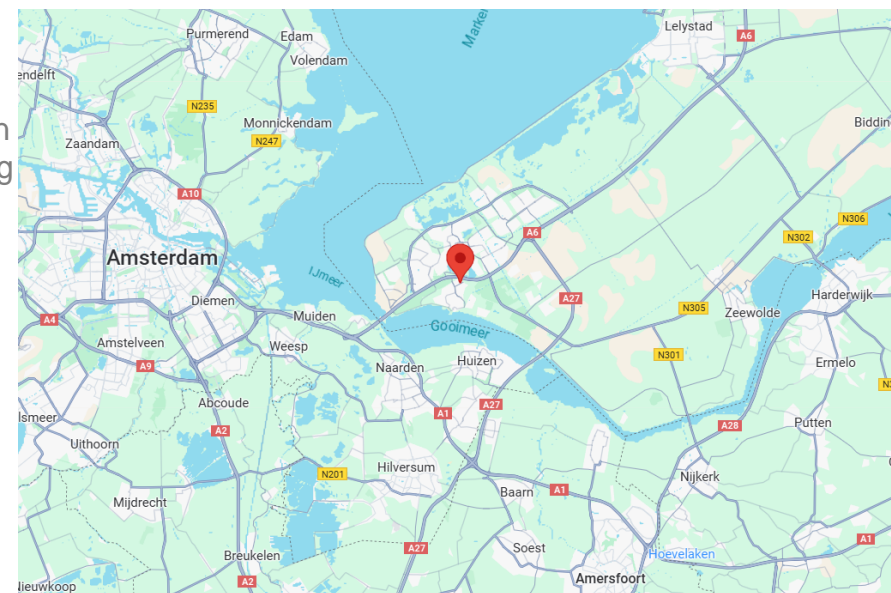 Purmerend
Edam
Volendam
Marke
Lelystad
A6
endelft
N235
Monnickendam
N247
n
g
Zaandam
A10
Biddin
N306
N302
A6
Amsterdam
IJmeer
Diemen
Muiden
A27
N305
Zeewolde
Harderwijk
A4
Gooimeer
Amstelveen
Weesp
A9
Naarden
Huizen
N301
Ermelo
Abcoude
A2
A1
A27
A28
Putten
lsmeer
Uithoorn
Hilversum
N201
Nijkerk
Mijdrecht
Baarn
A1
Breukelen
A27
Soest
Hoevelaken
A1
A2
Amersfoort
Nieuwkoop